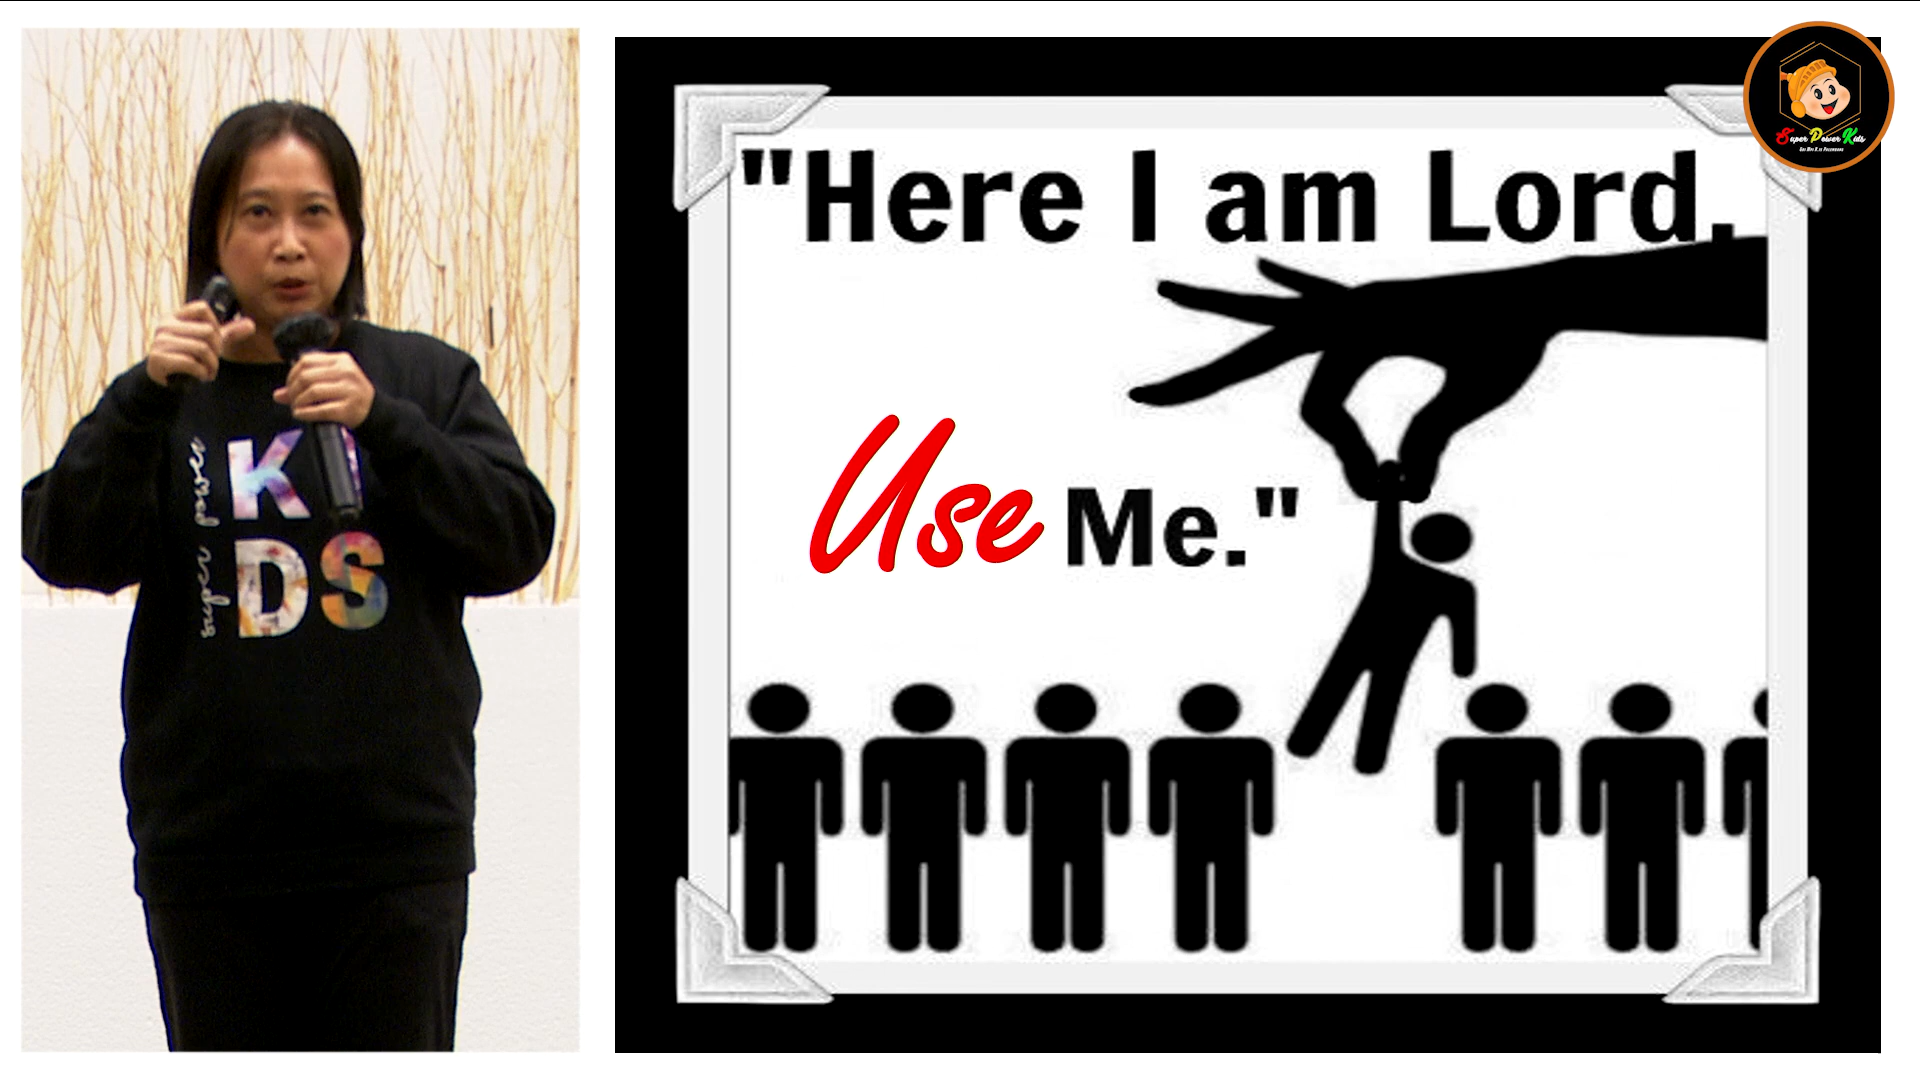 "Here I am Lord.
Use Me."
super power
KIDS
Super Power Kids